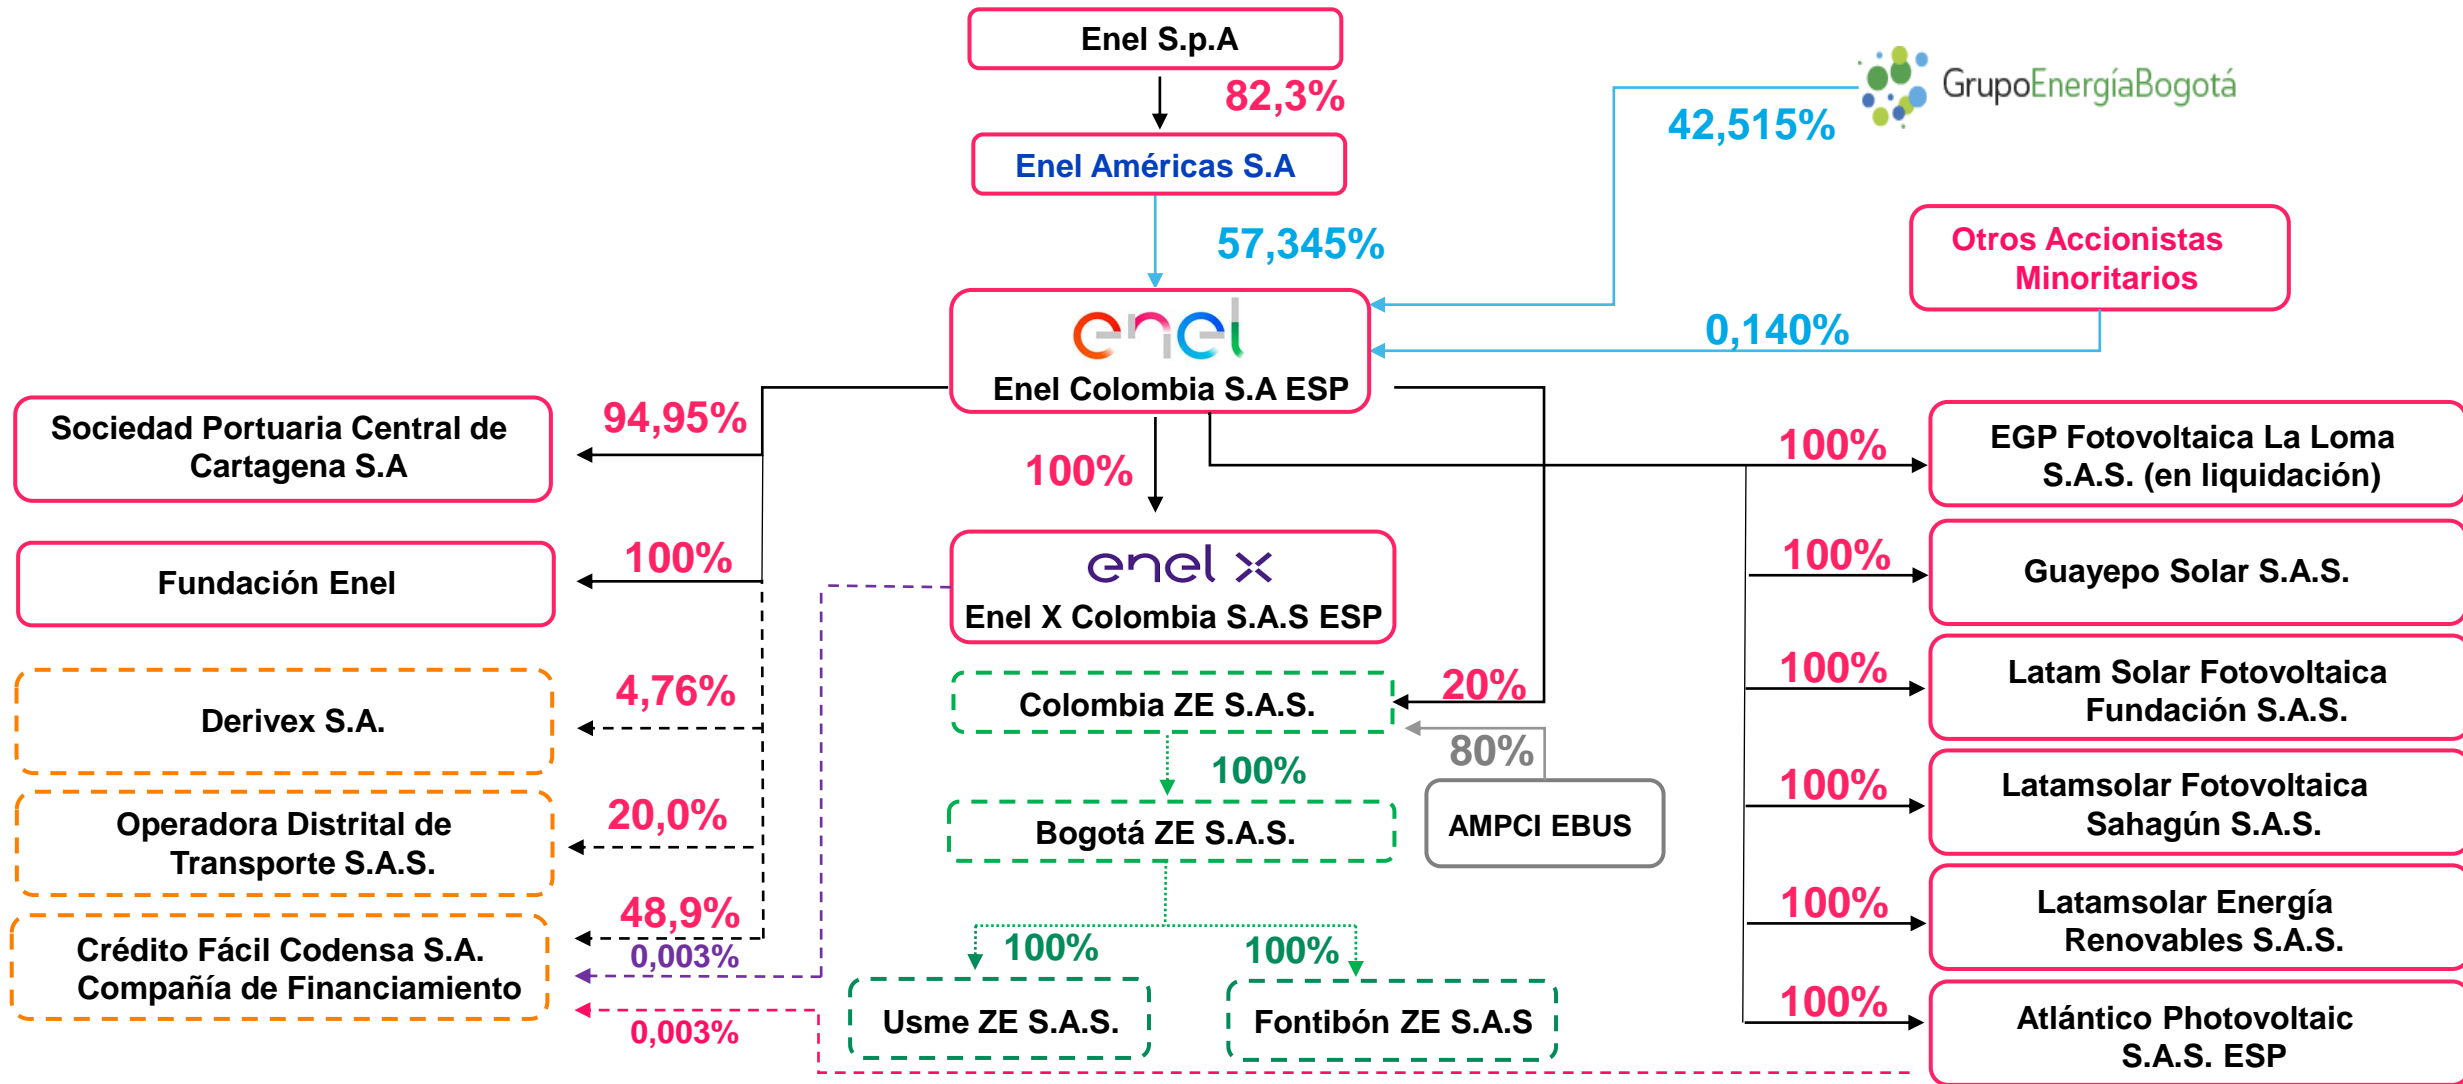 Enel S.p.A
82,3%
GrupoEnergíaBogotá
42,515%
Enel Américas S.A
57,345%
Otros Accionistas
Minoritarios
0,140%
enel
Enel Colombia S.A ESP
94,95%
Sociedad Portuaria Central de
Cartagena S.A
100%
100%
EGP Fotovoltaica La Loma
S.A.S. (en liquidación)
100%
Fundación Enel
enel x
Enel X Colombia S.A.S ESP
100%
Guayepo Solar S.A.S.
4,76%
Derivex S.A.
Colombia ZE S.A.S.
20%
80%
100%
Latam Solar Fotovoltaica
Fundación S.A.S.
100%
20,0%
Operadora Distrital de
Transporte S.A.S.
Bogotá ZE S.A.S.
AMPCI EBUS
100%
Latamsolar Fotovoltaica
Sahagún S.A.S.
48,9%
0,003%
Crédito Fácil Codensa S.A.
Compañía de Financiamiento
0,003%
100%
100%
100%
Latamsolar Energía
Renovables S.A.S.
Usme ZE S.A.S.
Fontibón ZE S.A.S
100%
Atlántico Photovoltaic
S.A.S. ESP